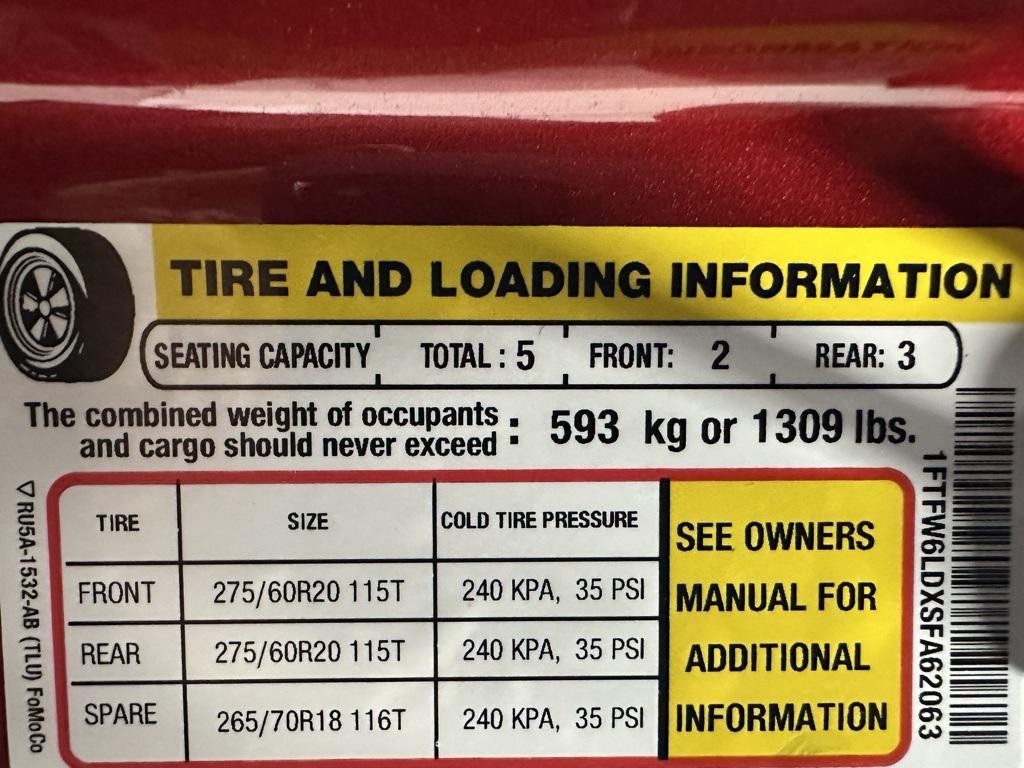 TIRE AND LOADING INFORMATION
SEATING CAPACITY TOTAL : 5 FRONT: 2 REAR: 3
The combined weight of occupants
and cargo should never exceed : 593 kg or 1309 lbs.
TIRE SIZE COLD TIRE PRESSURE
FRONT 275/60R20 115T 240 KPA, 35 PSI
REAR 275/60R20 115T 240 KPA, 35 PSI
SPARE 265/70R18 116T 240 KPA, 35 PSI
SEE OWNERS
MANUAL FOR
ADDITIONAL
INFORMATION
▽RU5A-1532-AB (TLU) FoMoCo
1FTFW6LDXSFA62063